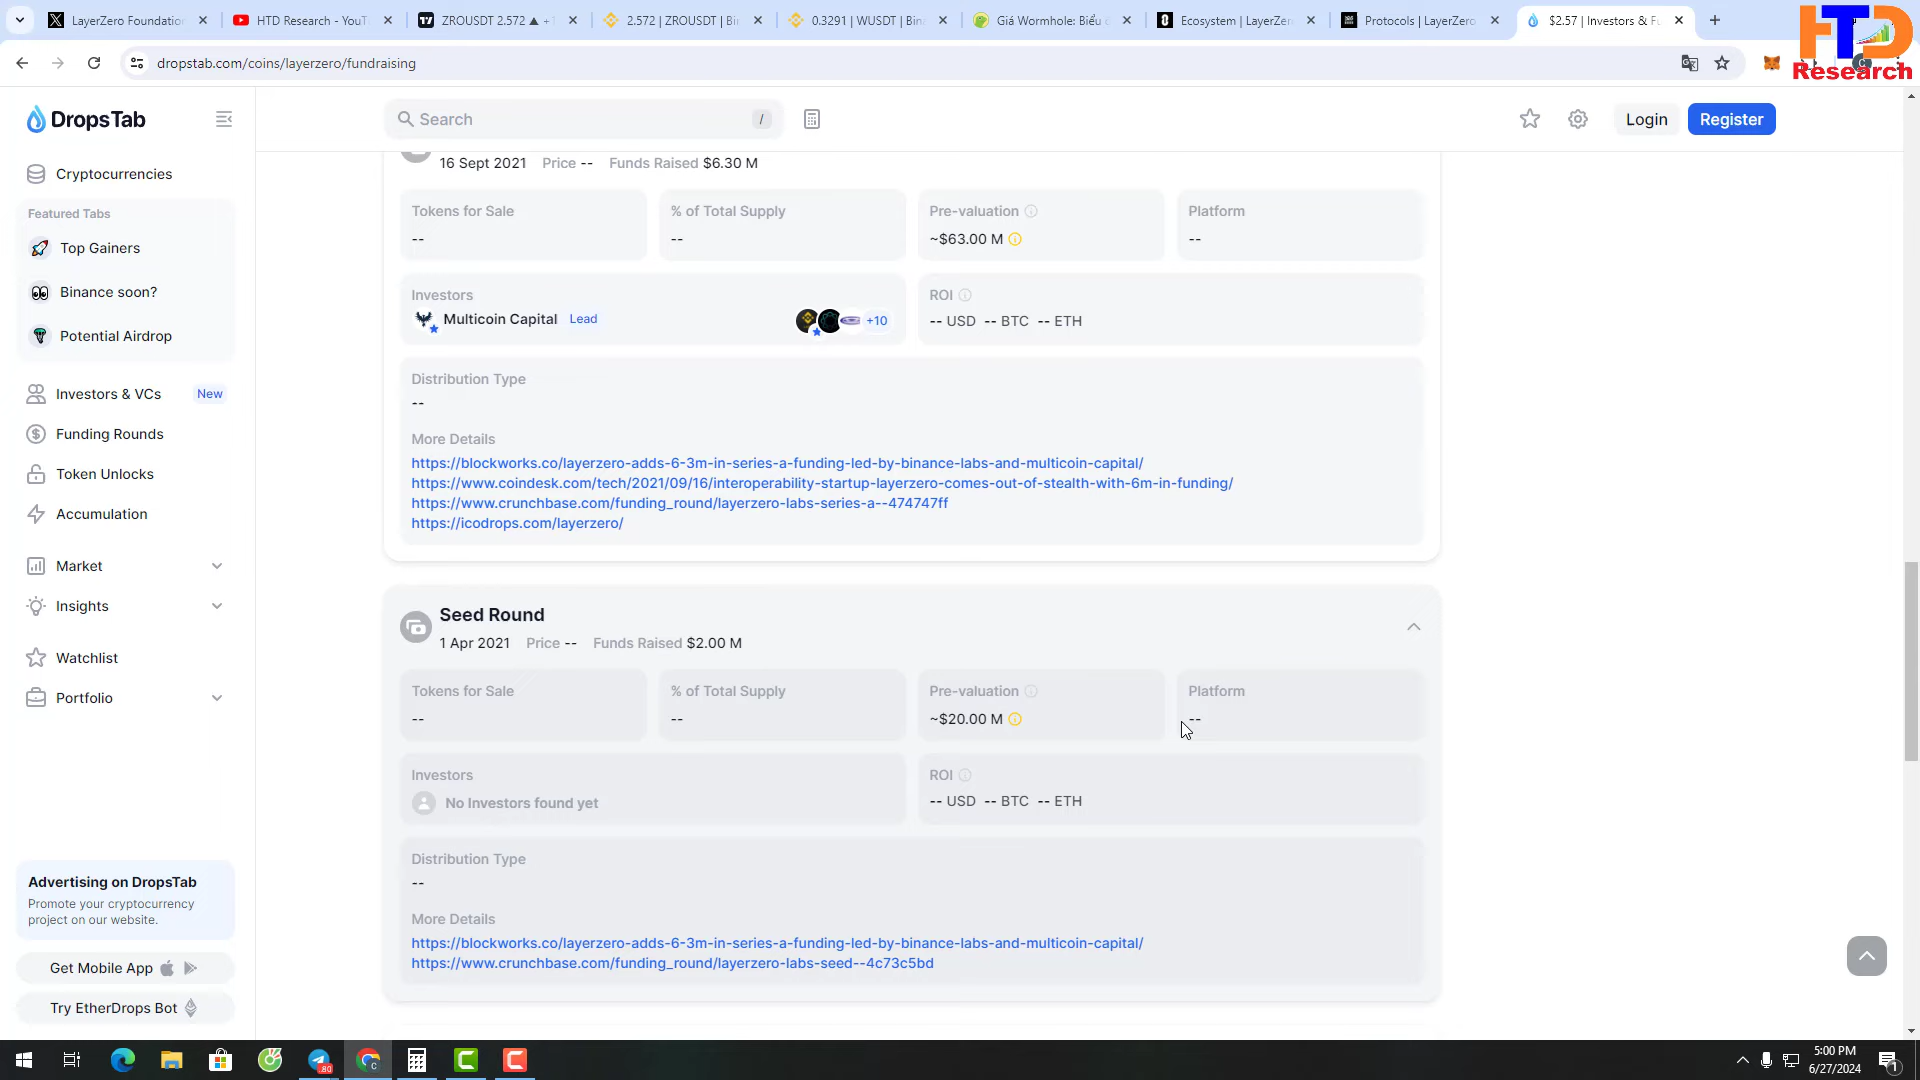 LayerZero Foundation
HTD Research - YouT
ZROUSDT 2.572 ▲ +1
2.572 | ZROUSDT | Bi
0.3291 | WUSDT | Bin
Giá Wormhole: Biểu
Ecosystem | LayerZer
Protocols | LayerZero
$2.57 | Investors & Fu
HTD
Research
dropstab.com/coins/layerzero/fundraising
DropsTab
Search
/
Login
Register
Cryptocurrencies
Featured Tabs
Top Gainers
Binance soon?
Potential Airdrop
Investors & VCs
New
Funding Rounds
Token Unlocks
Accumulation
Market
Insights
Watchlist
Portfolio
Advertising on DropsTab
Promote your cryptocurrency
project on our website.
Get Mobile App
Try EtherDrops Bot
16 Sept 2021 Price -- Funds Raised $6.30 M
Tokens for Sale
--
% of Total Supply
--
Pre-valuation
~$63.00 M
Platform
--
Investors
Multicoin Capital Lead
+10
ROI
-- USD -- BTC -- ETH
Distribution Type
--
More Details
https://blockworks.co/layerzero-adds-6-3m-in-series-a-funding-led-by-binance-labs-and-multicoin-capital/
https://www.coindesk.com/tech/2021/09/16/interoperability-startup-layerzero-comes-out-of-stealth-with-6m-in-funding/
https://www.crunchbase.com/funding_round/layerzero-labs-series-a--474747ff
https://icodrops.com/layerzero/
Seed Round
1 Apr 2021 Price -- Funds Raised $2.00 M
Tokens for Sale
--
% of Total Supply
--
Pre-valuation
~$20.00 M
Platform
--
Investors
No Investors found yet
ROI
-- USD -- BTC -- ETH
Distribution Type
--
More Details
https://blockworks.co/layerzero-adds-6-3m-in-series-a-funding-led-by-binance-labs-and-multicoin-capital/
https://www.crunchbase.com/funding_round/layerzero-labs-seed--4c73c5bd
80
5:00 PM
6/27/2024
1